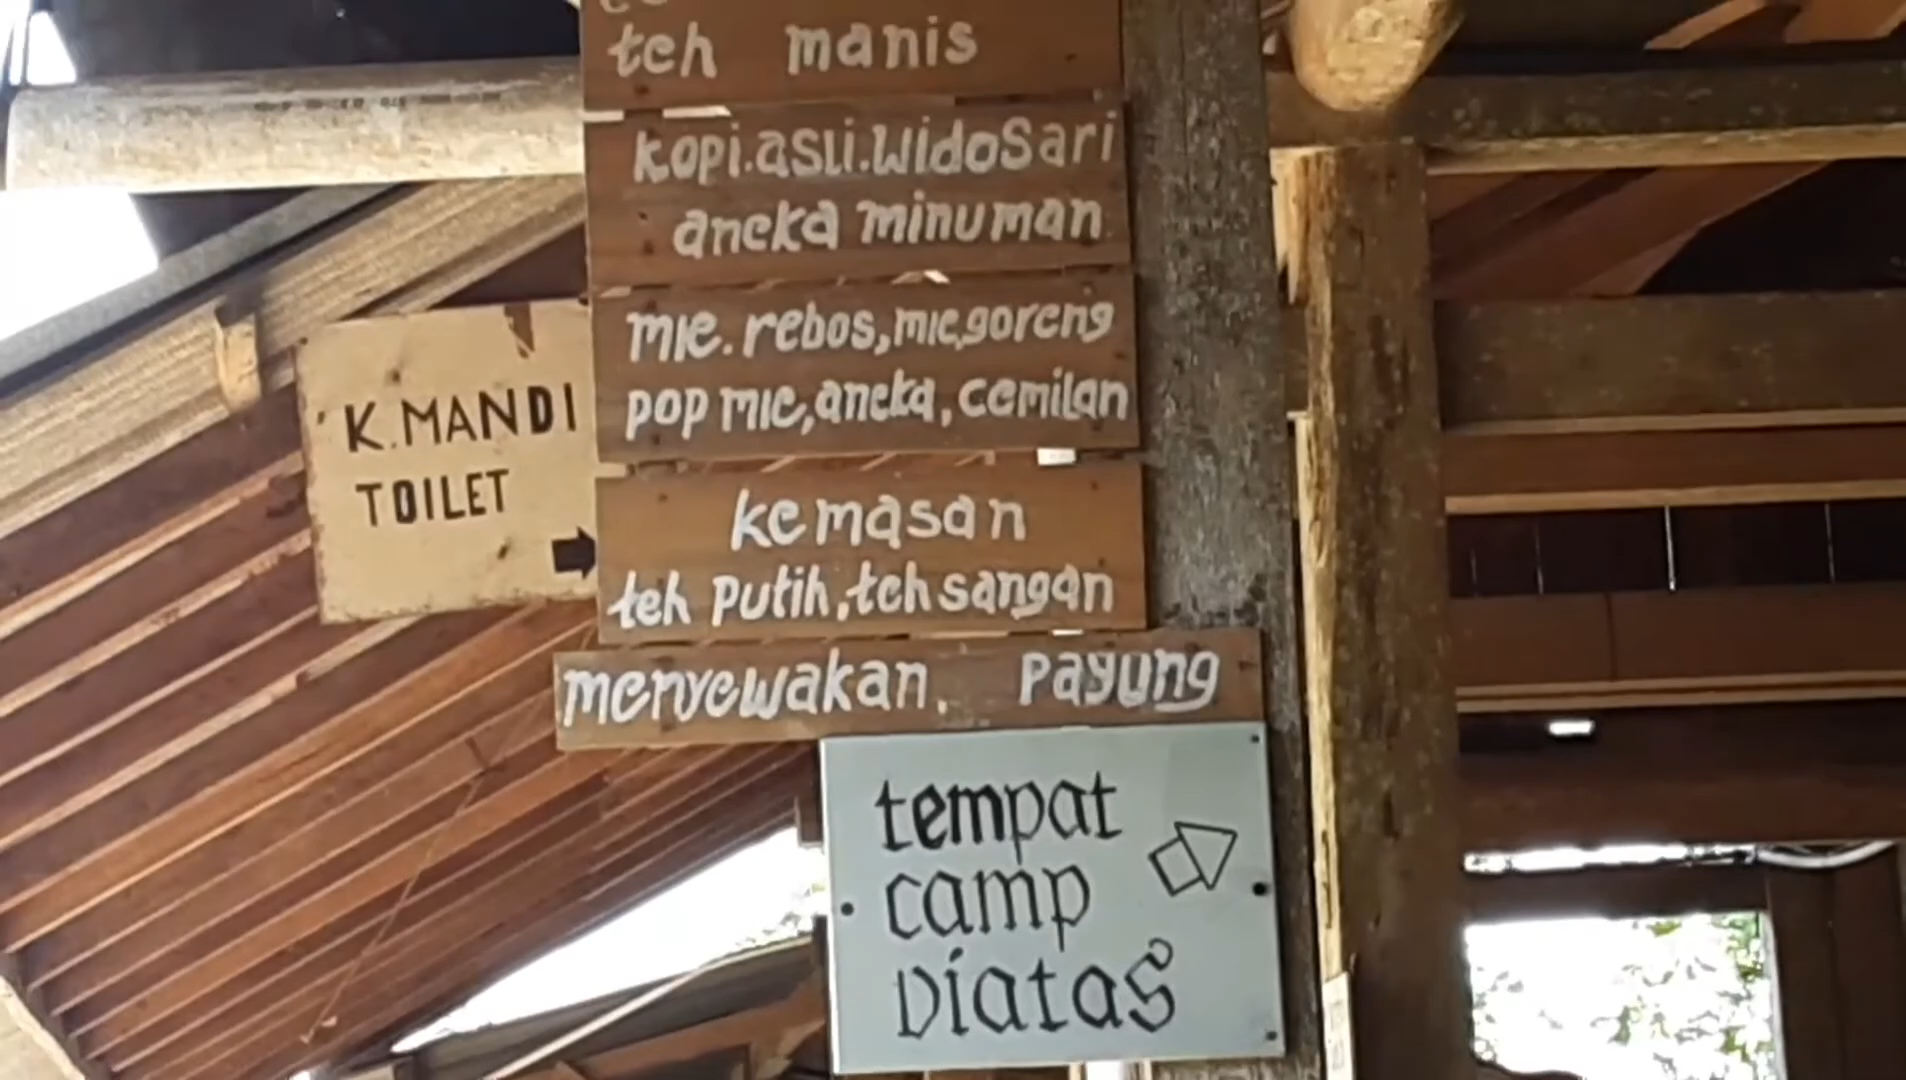 teh manis
kopi.asli.widoSari
aneka minuman
mie.rebos,mie,goreng
pop mie,aneka,cemilan
K.MANDI
TOILET
kemasan
teh putih,teh sangan
menyewakan, payung
tempat
camp
diatas